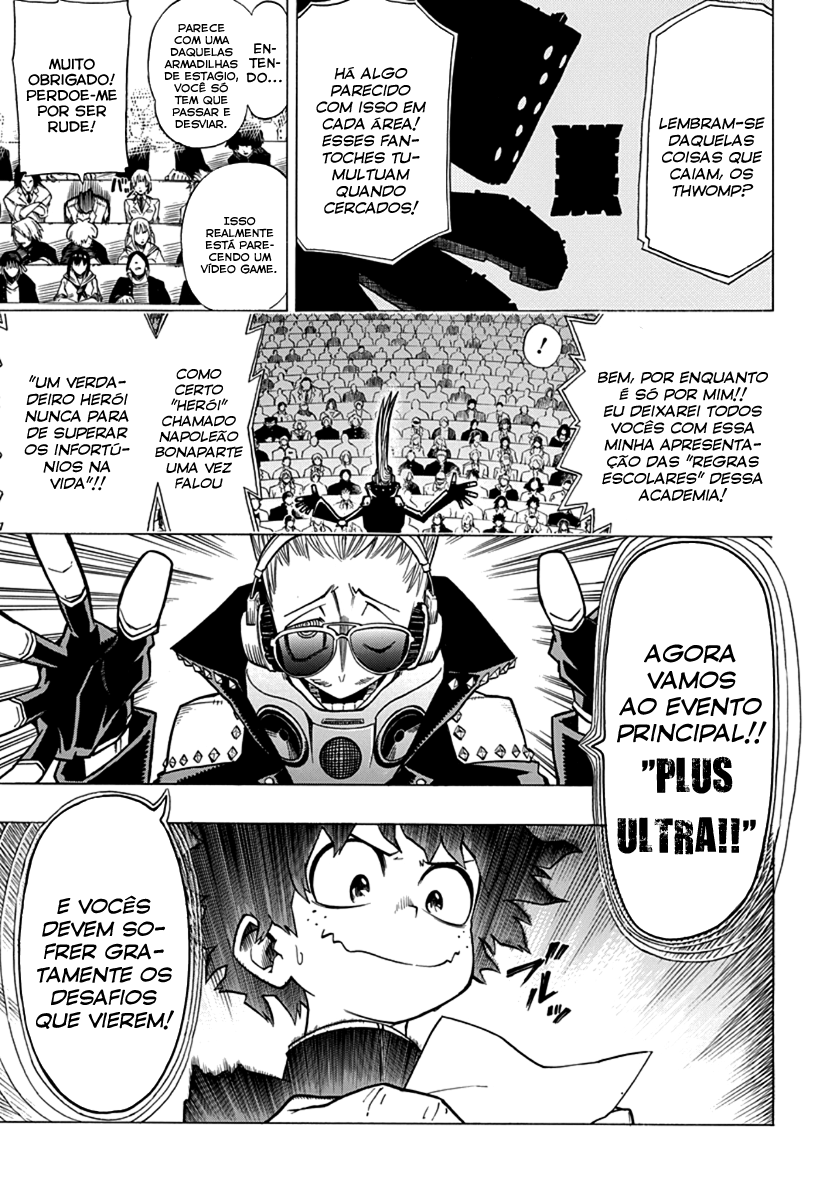 LEMBRAM-SE
DAQUELAS
COISAS QUE
CAIAM, OS
THWOMP?
HÁ ALGO
PARECIDO
COM ISSO EM
CADA ÁREA!
ESSES FAN-
TOCHES TU-
MULTUAM
QUANDO
CERCADOS!
EN-
TEN-
DO...
PARECE
COM UMA
DAQUELAS
ARMADILHAS
DE ESTAGIO,
VOCÊ SÓ
TEM QUE
PASSAR E
DESVIAR.
MUITO
OBRIGADO!
PERDOE-ME
POR SER
RUDE!
ISSO
REALMENTE
ESTÁ PARE-
CENDO UM
VÍDEO GAME.
!
BEM, POR ENQUANTO
É SÓ POR MIM!!
EU DEIXAREI TODOS
VOCÊS COM ESSA
MINHA APRESENTA-
ÇÃO DAS "REGRAS
ESCOLARES" DESSA
ACADEMIA!
COMO
CERTO
"HERÓI"
CHAMADO
NAPOLEÃO
BONAPARTE
UMA VEZ
FALOU
"UM VERDA-
DEIRO HERÓI
NUNCA PARA
DE SUPERAR
OS INFORTÚ-
NIOS NA
VIDA"!!
AGORA
VAMOS
AO EVENTO
PRINCIPAL!!
"PLUS
ULTRA!!"
E VOCÊS
DEVEM SO-
FRER GRA-
TAMENTE OS
DESAFIOS
QUE VIEREM!